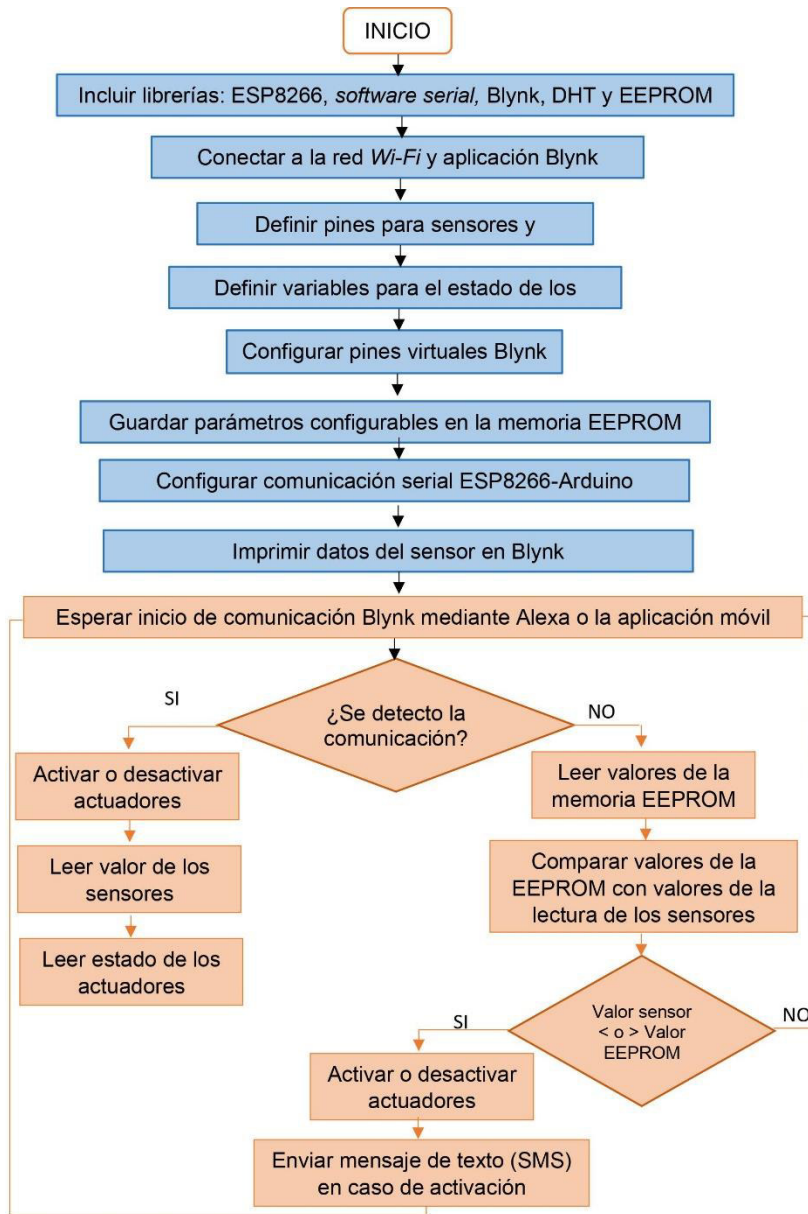 INICIO
Incluir librerías: ESP8266, software serial, Blynk, DHT y EEPROM
Conectar a la red Wi-Fi y aplicación Blynk
Definir pines para sensores y
Definir variables para el estado de los
Configurar pines virtuales Blynk
Guardar parámetros configurables en la memoria EEPROM
Configurar comunicación serial ESP8266-Arduino
Imprimir datos del sensor en Blynk
Esperar inicio de comunicación Blynk mediante Alexa o la aplicación móvil
¿Se detecto la
comunicación?
SI
NO
Activar o desactivar
actuadores
Leer valor de los
sensores
Leer estado de los
actuadores
Leer valores de la
memoria EEPROM
Comparar valores de la
EEPROM con valores de la
lectura de los sensores
Valor sensor
< o > Valor
EEPROM
SI
NO
Activar o desactivar
actuadores
Enviar mensaje de texto (SMS)
en caso de activación